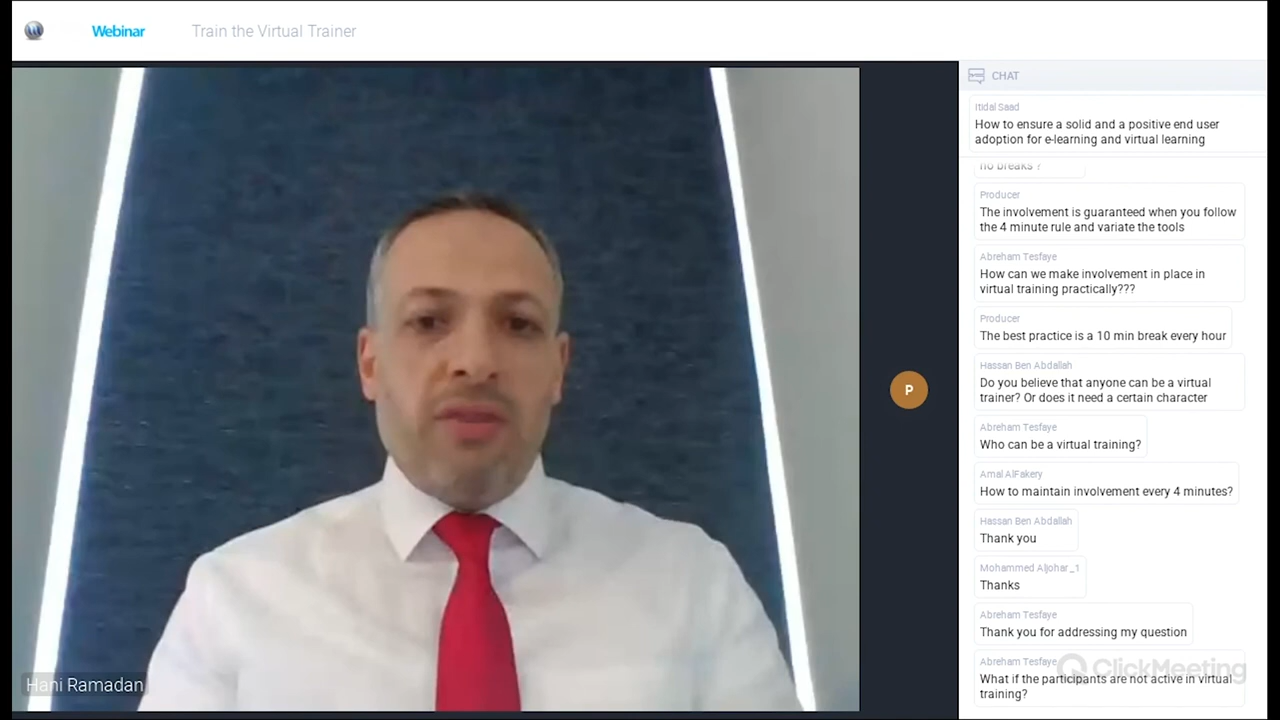 Webinar
Train the Virtual Trainer
CHAT
Itidal Saad
How to ensure a solid and a positive end user
adoption for e-learning and virtual learning
no breaks ?
Producer
The involvement is guaranteed when you follow
the 4 minute rule and variate the tools
Abreham Tesfaye
How can we make involvement in place in
virtual training practically???
Producer
The best practice is a 10 min break every hour
Hassan Ben Abdallah
Do you believe that anyone can be a virtual
trainer? Or does it need a certain character
Abreham Tesfaye
Who can be a virtual training?
Amal AlFakery
How to maintain involvement every 4 minutes?
Hassan Ben Abdallah
Thank you
Mohammed Aljohar _1
Thanks
Abreham Tesfaye
Thank you for addressing my question
Abreham Tesfaye
What if the participants are not active in virtual
training?
ClickMeeting
P
Hani Ramadan